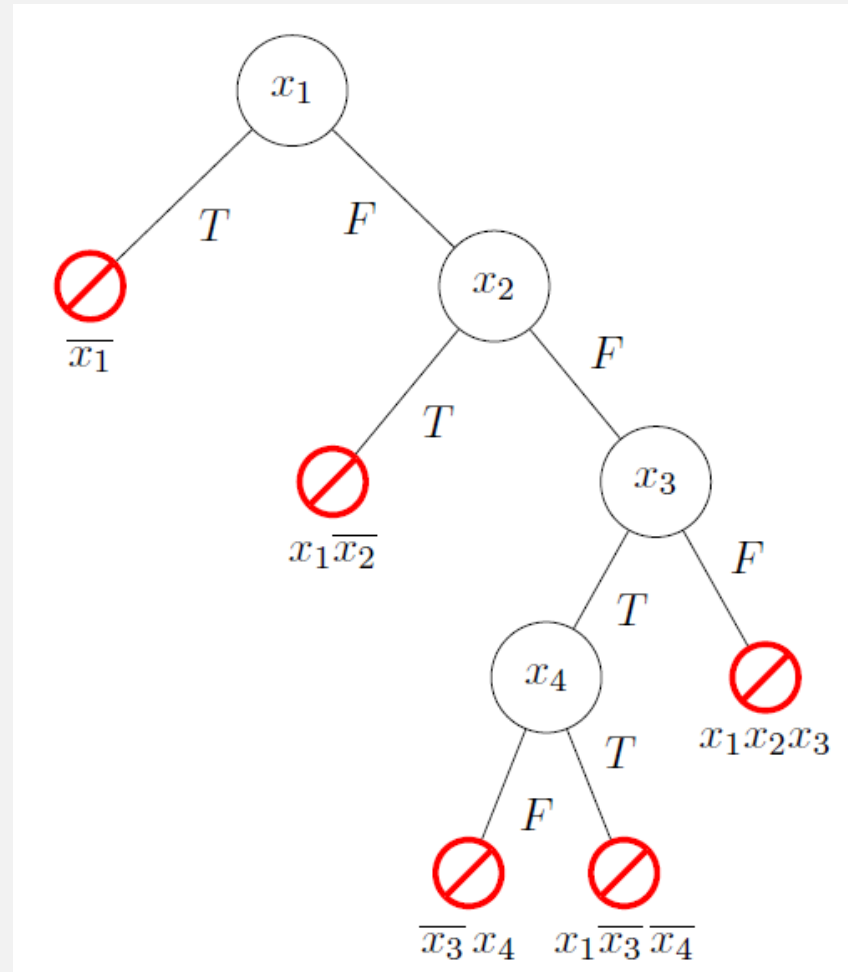 x₁
T F
x₂
x̅₁
F
T
x₃
x₁x̅₂
F
T
x₄
x₁x₂x₃
T
F
x̅₃ x₄ x₁x̅₃ x̅₄